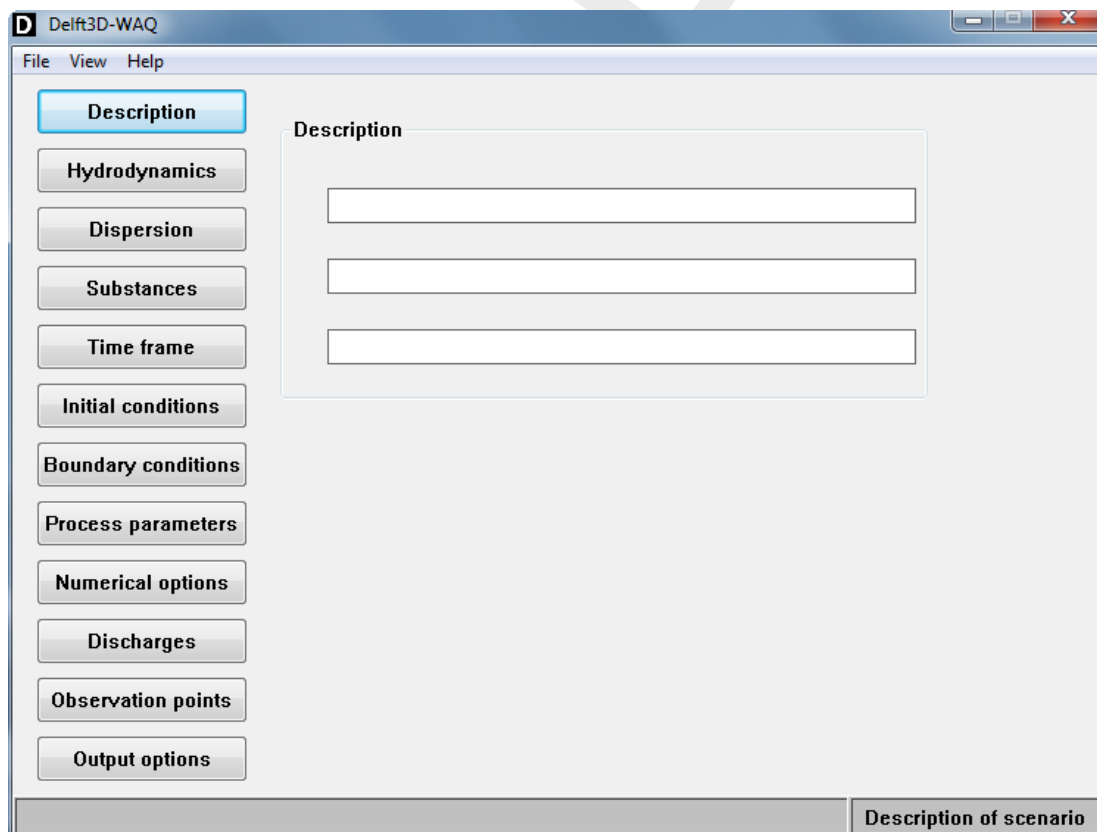 D Delft3D-WAQ
File View Help
Description
Description
Hydrodynamics
Dispersion
Substances
Time frame
Initial conditions
Boundary conditions
Process parameters
Numerical options
Discharges
Observation points
Output options
Description of scenario